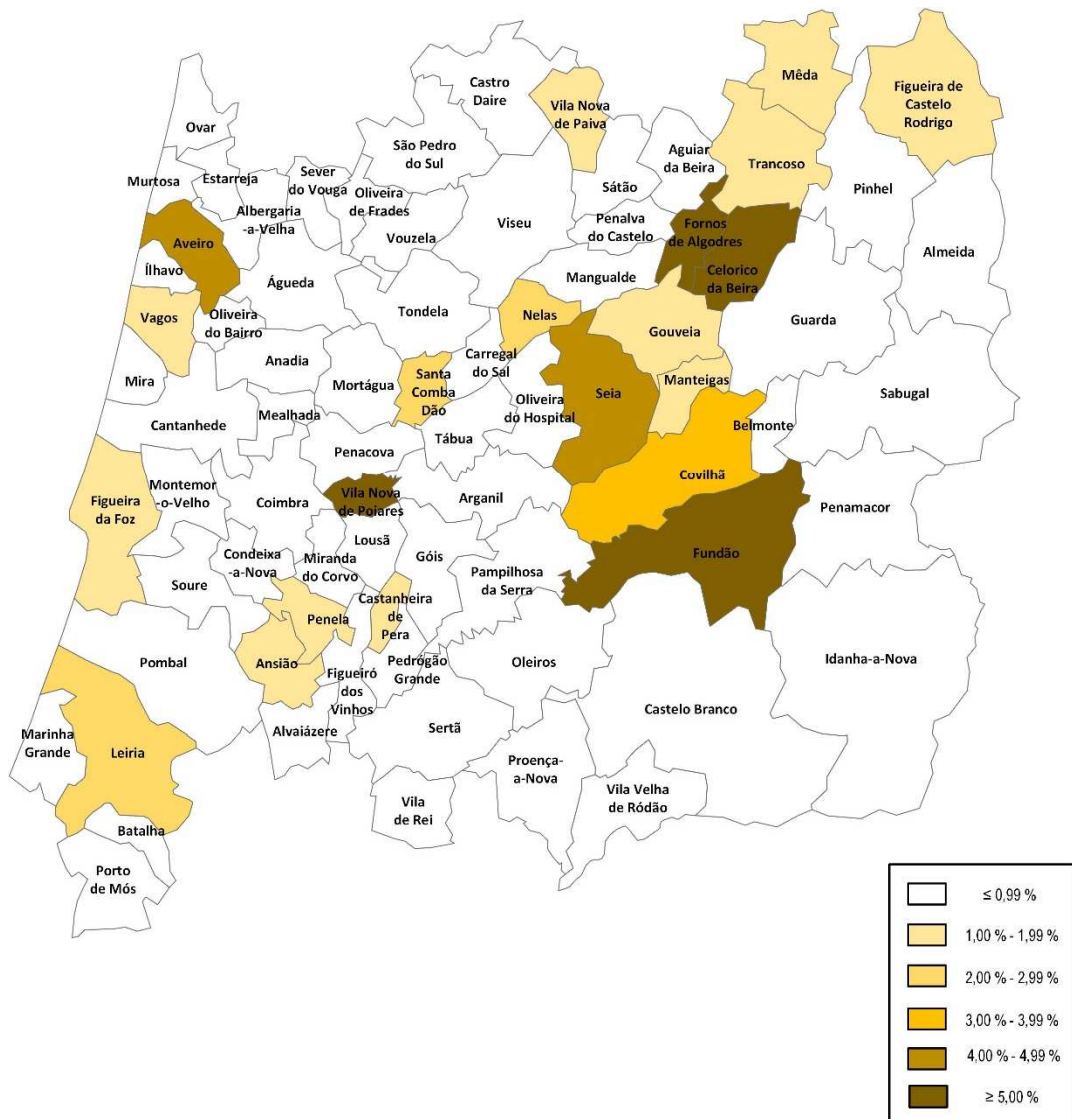 Castro
Daire
Mêda
Figueira de
Castelo
Rodrigo
Vila Nova
de Paiva
Ovar
São Pedro
do Sul
Aguiar
da Beira
Trancoso
Murtosa
Estarreja
Sever
do Vouga
Oliveira
de Frades
Sátão
Pinhel
Albergaria
-a-Velha
Viseu
Penalva
do Castelo
Fornos
de Algodres
Aveiro
Vouzela
Almeida
Ílhavo
Águeda
Mangualde
Celorico
da Beira
Vagos
Oliveira
do Bairro
Tondela
Nelas
Gouveia
Guarda
Anadia
Carregal
do Sal
Mira
Mortágua
Santa
Comba
Dão
Oliveira
do Hospital
Seia
Manteigas
Sabugal
Cantanhede
Mealhada
Tábua
Belmonte
Penacova
Covilhã
Figueira
da Foz
Montemor
-o-Velho
Coimbra
Vila Nova
de Poiares
Arganil
Penamacor
Condeixa
-a-Nova
Miranda
do Corvo
Lousã
Góis
Fundão
Soure
Pampilhosa
da Serra
Penela
Castanheira
de
Pera
Pombal
Ansião
Figueiró
dos
Vinhos
Pedrógão
Grande
Oleiros
Idanha-a-Nova
Castelo Branco
Marinha
Grande
Leiria
Alvaiázere
Sertã
Proença-
a-Nova
Vila
de Rei
Vila Velha
de Ródão
Batalha
Porto
de Mós
≤ 0,99 %
1,00 % - 1,99 %
2,00 % - 2,99 %
3,00 % - 3,99 %
4,00 % - 4,99 %
≥ 5,00 %